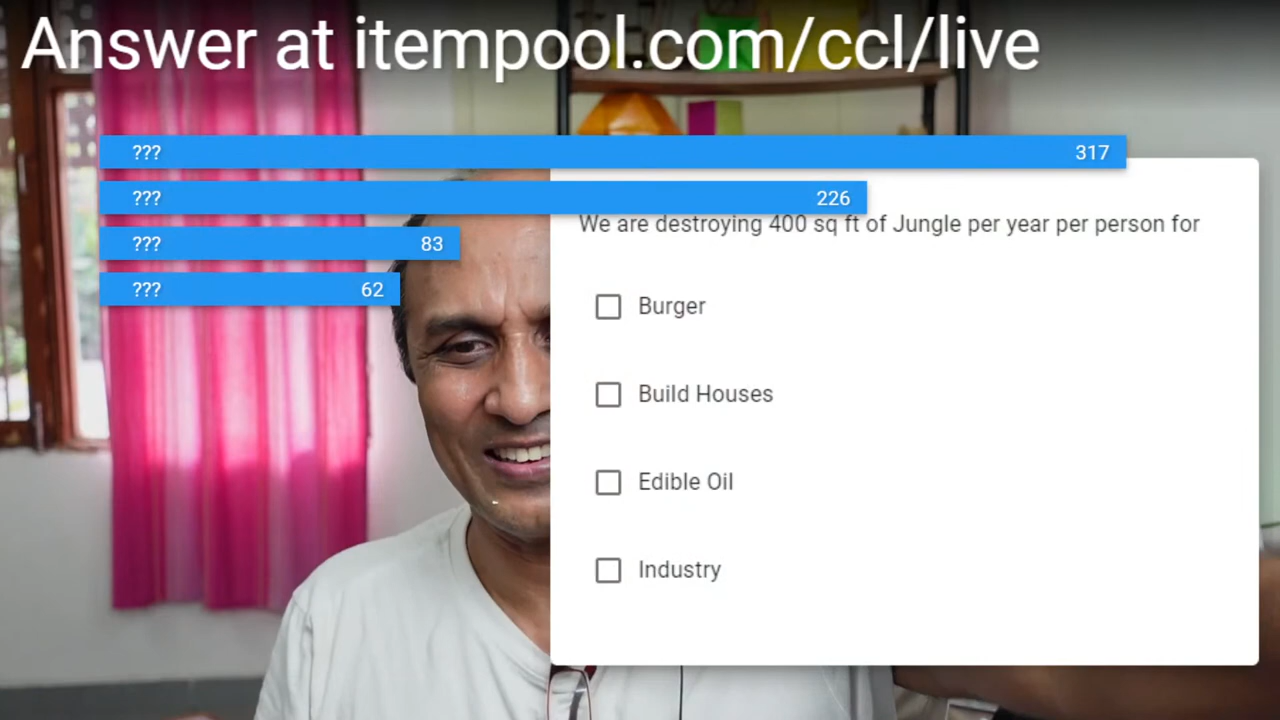 Answer at itempool.com/ccl/live
??? 317
??? 226
??? 83
??? 62
We are destroying 400 sq ft of Jungle per year per person for
Burger
Build Houses
Edible Oil
Industry